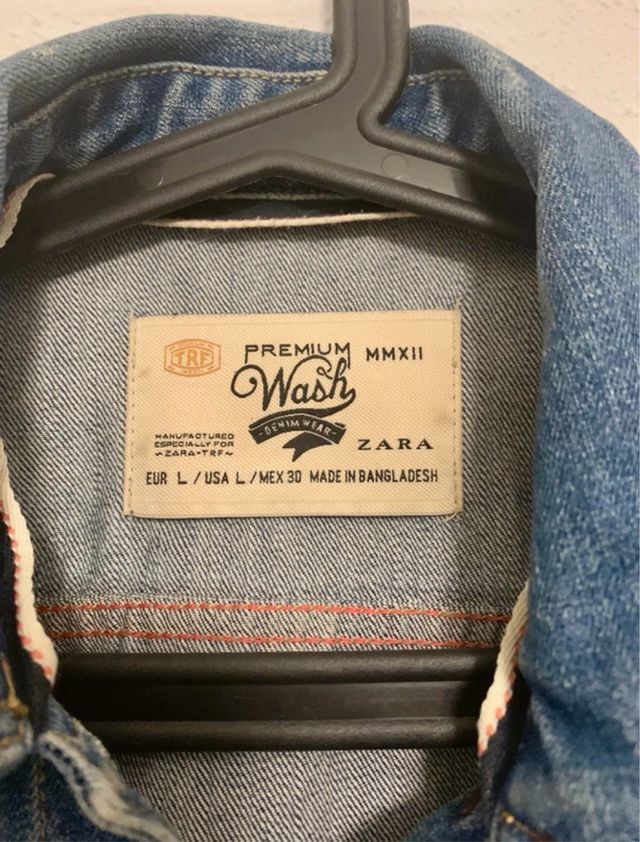 TRF
PREMIUM MMXII
Wash
DENIM WEAR
MANUFACTURED
ESPECIALLY FOR
~ZARA-TRF~
ZARA
EUR L / USA L / MEX 30 MADE IN BANGLADESH